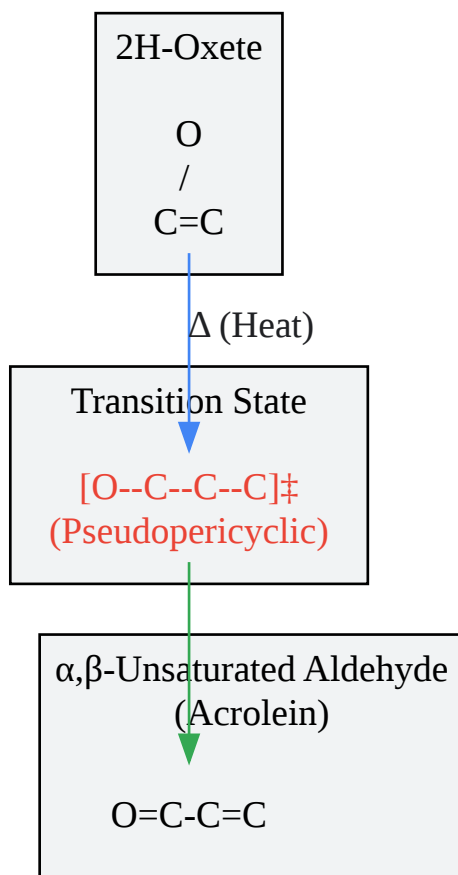 2H-Oxete
O
/
C=C
Δ (Heat)
Transition State
[O--C--C--C]‡
(Pseudopericyclic)
α,β-Unsaturated Aldehyde
(Acrolein)
O=C-C=C